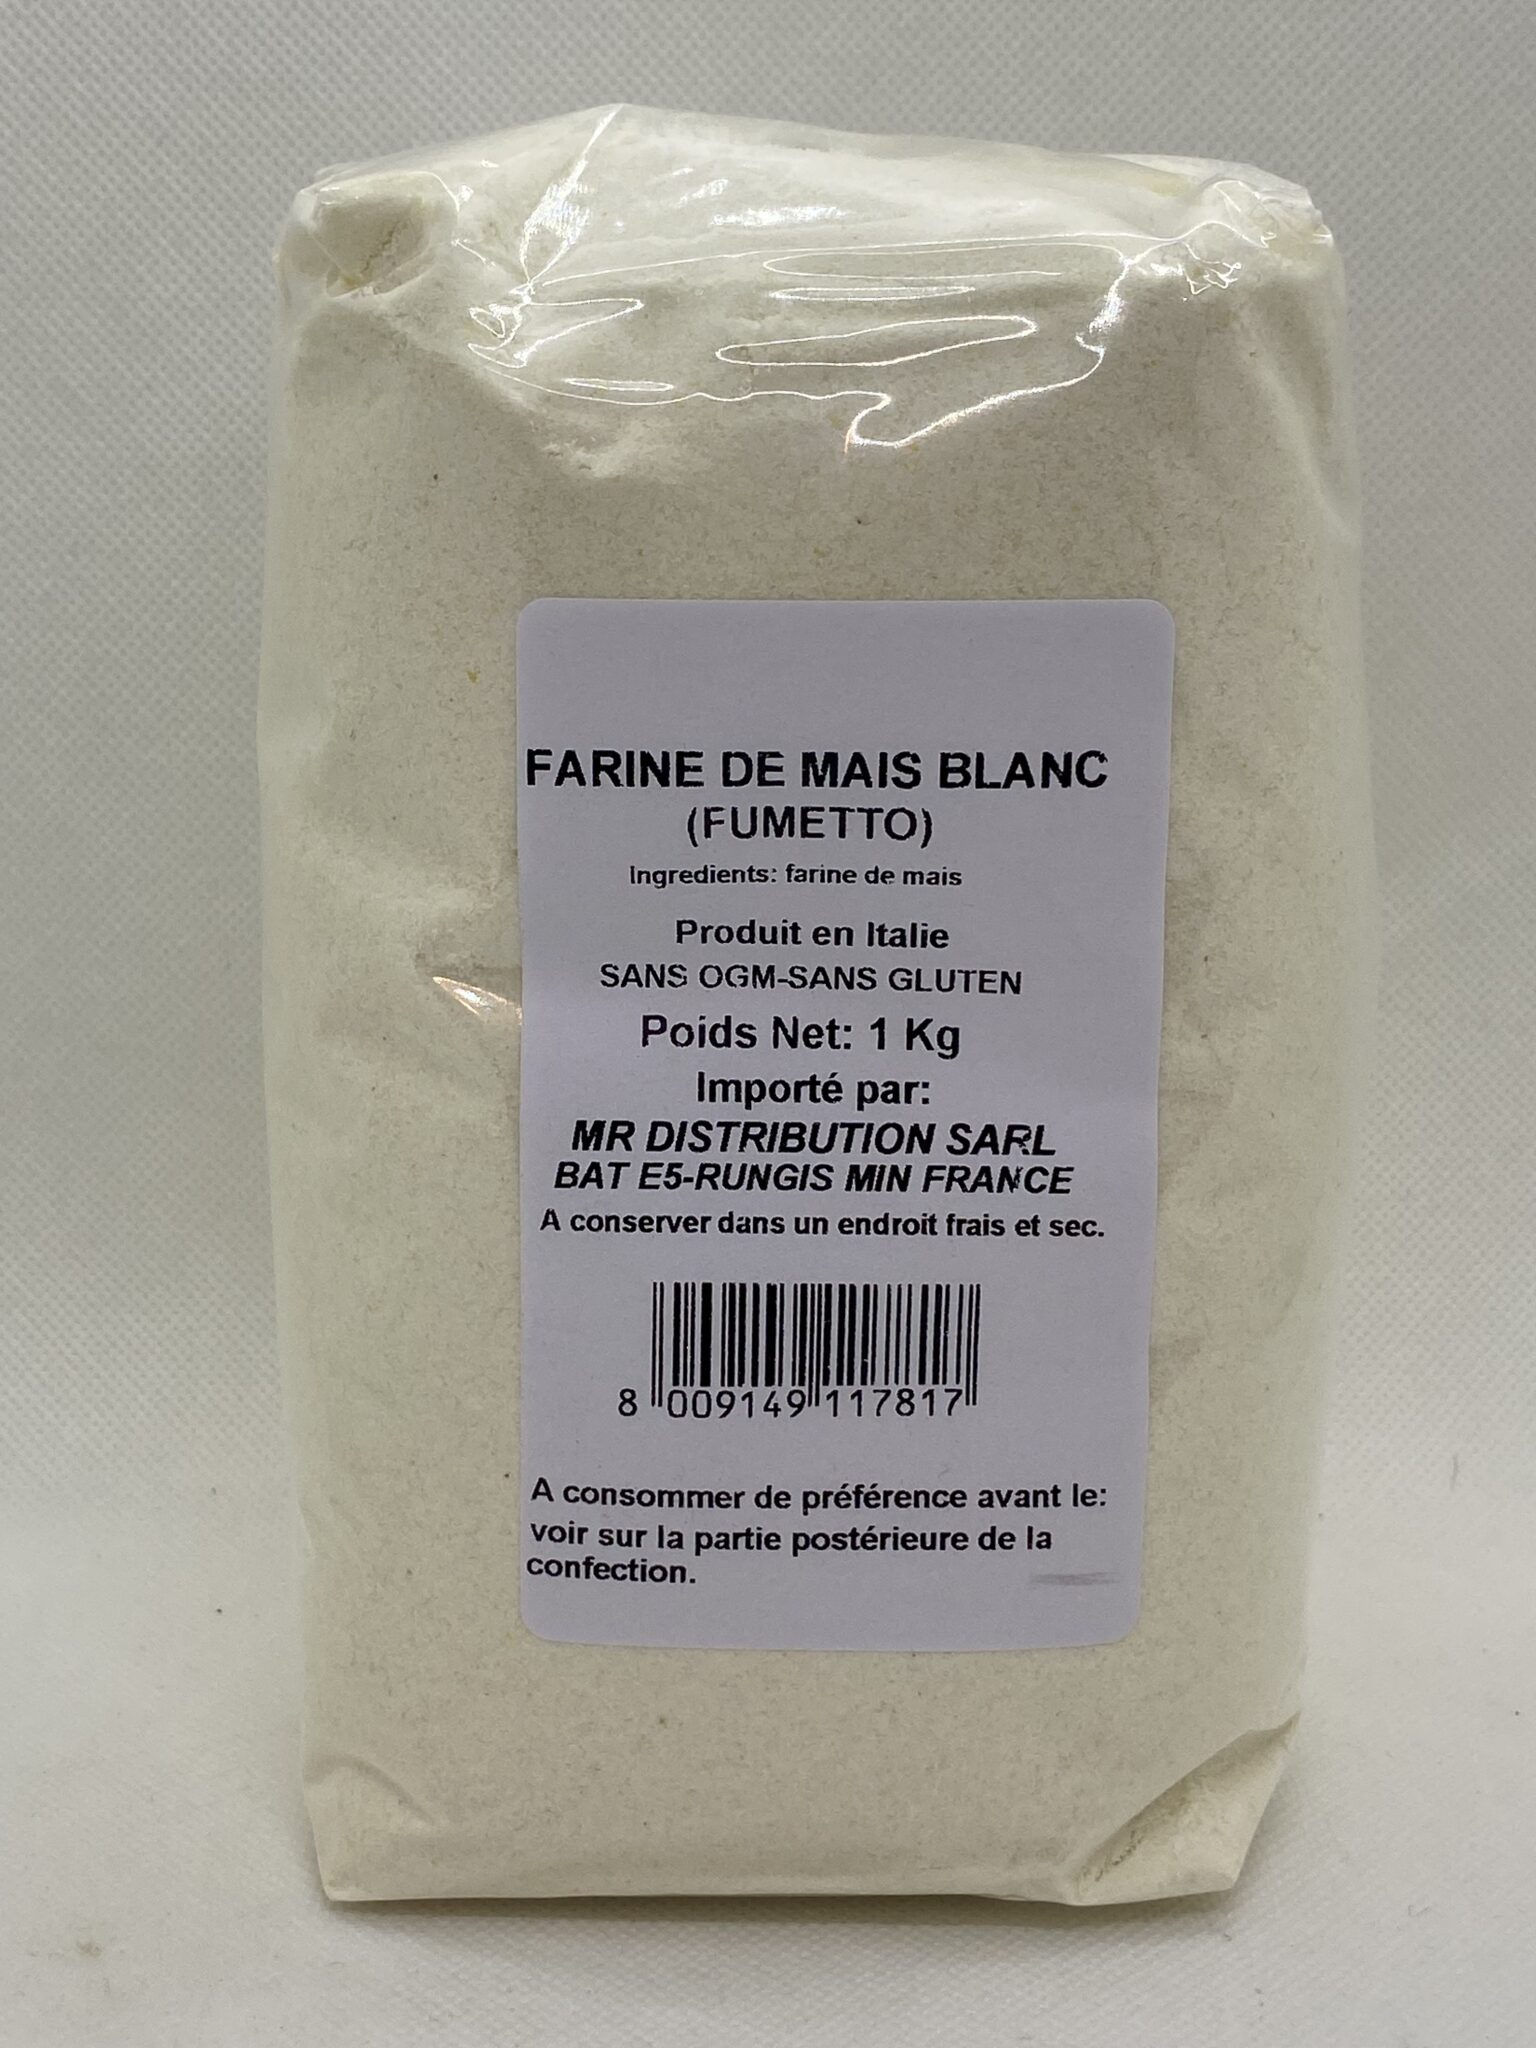 FARINE DE MAIS BLANC
(FUMETTO)
Ingredients: farine de mais
Produit en Italie
SANS OGM-SANS GLUTEN
Poids Net: 1 Kg
Importé par:
MR DISTRIBUTION SARL
BAT E5-RUNGIS MIN FRANCE
A conserver dans un endroit frais et sec.
8 009149 117817
A consommer de préférence avant le:
voir sur la partie postérieure de la
confection.